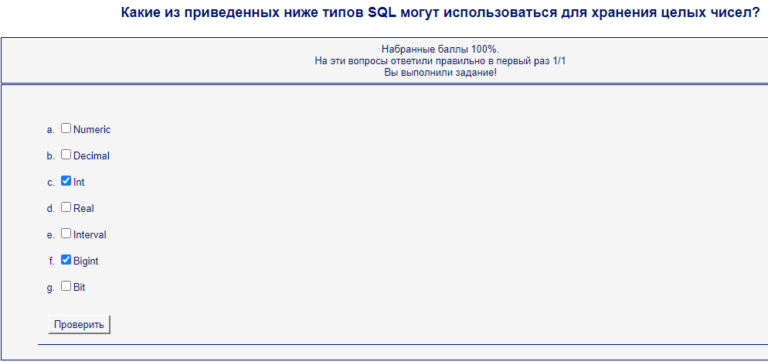 Какие из приведенных ниже типов SQL могут использоваться для хранения целых чисел?
Набранные баллы 100%.
На эти вопросы ответили правильно в первый раз 1/1
Вы выполнили задание!
a. Numeric
b. Decimal
c. Int
d. Real
e. Interval
f. Bigint
g. Bit
Проверить